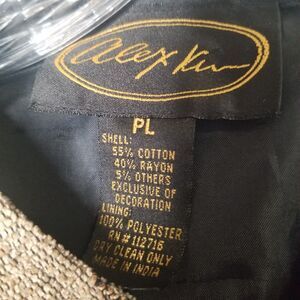 Alex Kim
PL
SHELL:
55% COTTON
40% RAYON
5% OTHERS
EXCLUSIVE OF
DECORATION
LINING:
100% POLYESTER
RN # 112716
DRY CLEAN ONLY
MADE IN INDIA